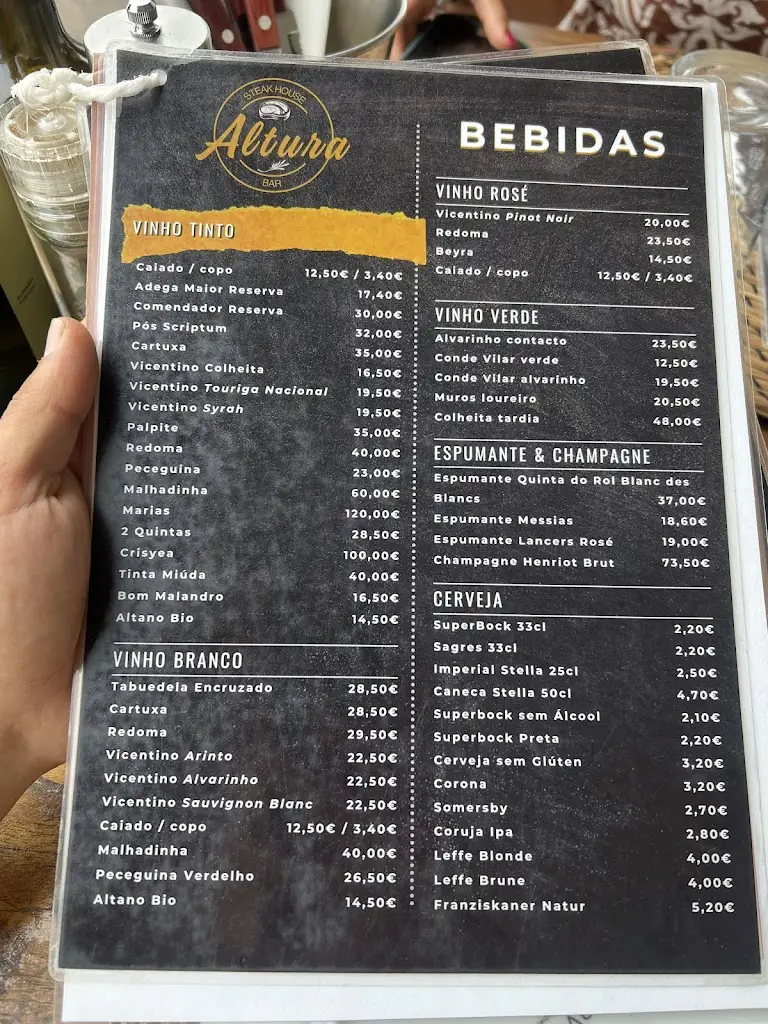 STEAK HOUSE
Altura
BAR
VINHO TINTO
Caiado / copo 12,50€ / 3,40€
Adega Maior Reserva 17,40€
Comendador Reserva 30,00€
Pós Scriptum 32,00€
Cartuxa 35,00€
Vicentino Colheita 16,50€
Vicentino Touriga Nacional 19,50€
Vicentino Syrah 19,50€
Palpite 35,00€
Redoma 40,00€
Peceguina 23,00€
Malhadinha 60,00€
Marias 120,00€
2 Quintas 28,50€
Crisyea 100,00€
Tinta Miúda 40,00€
Bom Malandro 16,50€
Altano Bio 14,50€
VINHO BRANCO
Tabuedela Encruzado 28,50€
Cartuxa 28,50€
Redoma 29,50€
Vicentino Arinto 22,50€
Vicentino Alvarinho 22,50€
Vicentino Sauvignon Blanc 22,50€
Caiado / copo 12,50€ / 3,40€
Malhadinha 40,00€
Peceguina Verdelho 26,50€
Altano Bio 14,50€
BEBIDAS
VINHO ROSÉ
Vicentino Pinot Noir 20,00€
Redoma 23,50€
Beyra 14,50€
Caiado / copo 12,50€ / 3,40€
VINHO VERDE
Alvarinho contacto 23,50€
Conde Vilar verde 12,50€
Conde Vilar alvarinho 19,50€
Muros loureiro 20,50€
Colheita tardia 48,00€
ESPUMANTE & CHAMPAGNE
Espumante Quinta do Rol Blanc des
Blancs 37,00€
Espumante Messias 18,60€
Espumante Lancers Rosé 19,00€
Champagne Henriot Brut 73,50€
CERVEJA
SuperBock 33cl 2,20€
Sagres 33cl 2,20€
Imperial Stella 25cl 2,50€
Caneca Stella 50cl 4,70€
Superbock sem Álcool 2,10€
Superbock Preta 2,20€
Cerveja sem Glúten 3,20€
Corona 3,20€
Somersby 2,70€
Coruja Ipa 2,80€
Leffe Blonde 4,00€
Leffe Brune 4,00€
Franziskaner Natur 5,20€